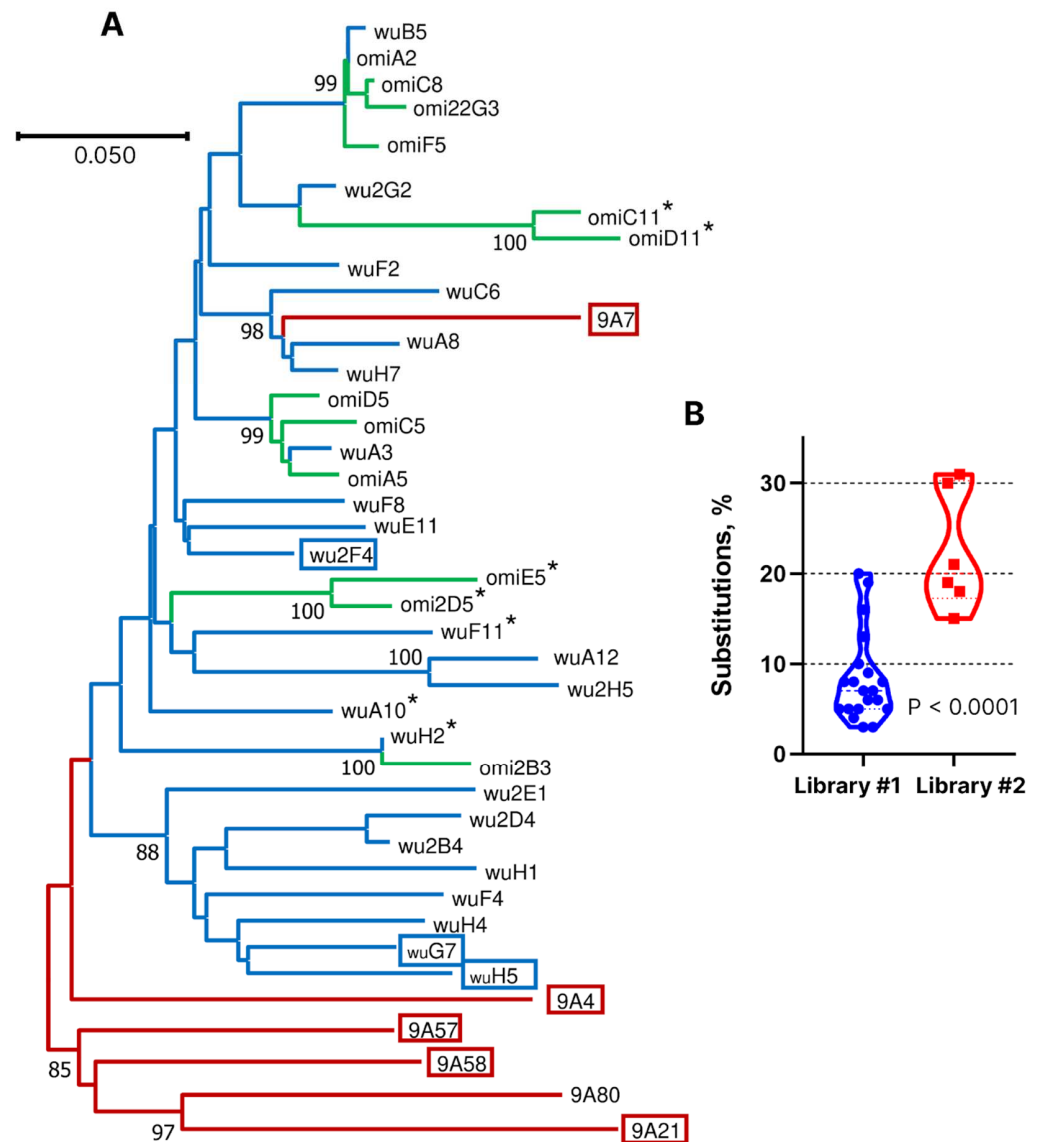 A
wuB5
omiA2
99
omiC8
omi22G3
0.050
omiF5
wu2G2
omiC11*
omiD11*
100
wuF2
wuC6
9A7
98
wuA8
wuH7
omiD5
omiC5
99
wuA3
omiA5
wuF8
wuE11
wu2F4
omiE5*
omi2D5*
100
wuF11*
100
wuA12
wu2H5
wuA10*
wuH2*
100
omi2B3
wu2E1
wu2D4
88
wu2B4
wuH1
wuF4
wuH4
wuG7
wuH5
9A4
9A57
85
9A58
9A80
97
9A21
B
Substitutions, %
30
20
10
0
P < 0.0001
Library #1
Library #2